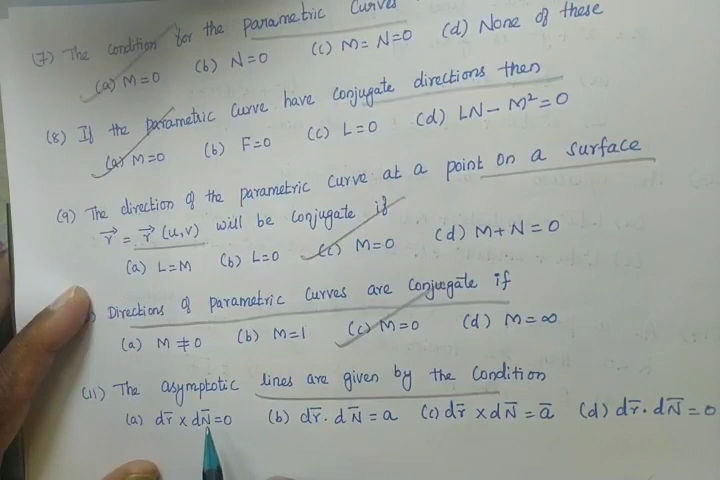 (7) The condition for the parametric Curves
(a) M=0 (b) N=0 (c) M=N=0 (d) None of these
(8) If the parametric curve have conjugate directions then
(a) M=0 (b) F=0 (c) L=0 (d) LN-M²=0
(9) The direction of the parametric curve at a point on a surface
r⃗ = r⃗ (u,v) will be conjugate if
(a) L=M (b) L=0 (c) M=0 (d) M+N=0
) Directions of parametric Curves are conjugate if
(a) M≠0 (b) M=1 (c) M=0 (d) M=∞
(11) The asymptotic lines are given by the Condition
(a) dr̄ × dN̄=0 (b) dr̄ . dN̄ = a (c) dr̄ × dN̄ = ā (d) dr̄ . dN̄ = 0